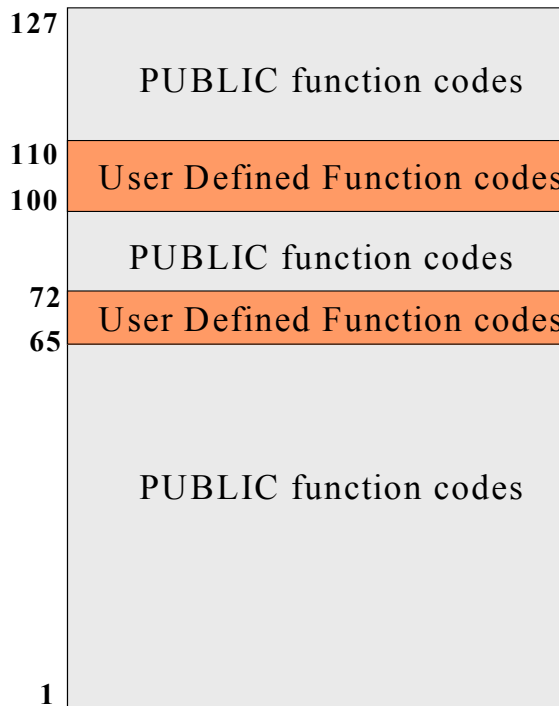 127
PUBLIC function codes
110
User Defined Function codes
100
PUBLIC function codes
72
User Defined Function codes
65
PUBLIC function codes
1